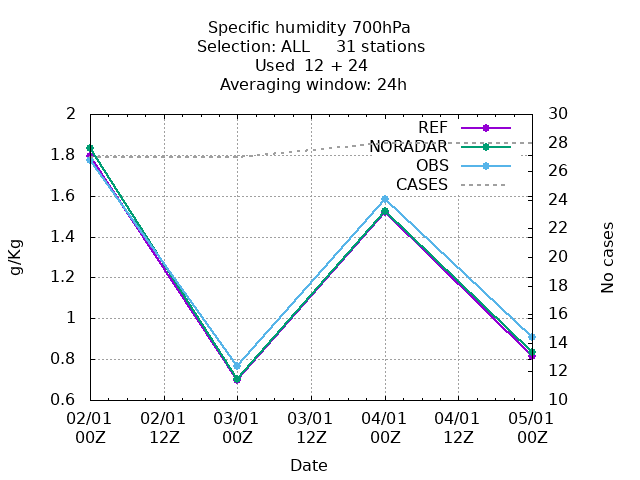 Specific humidity 700hPa
Selection: ALL     31 stations
Used  12 + 24
Averaging window: 24h
2
1.8
1.6
1.4
1.2
1
0.8
0.6
30
28
26
24
22
20
18
16
14
12
10
REF
NORADAR
OBS
CASES
g/Kg
No cases
02/01 02/01 03/01 03/01 04/01 04/01 05/01
00Z 12Z 00Z 12Z 00Z 12Z 00Z
Date